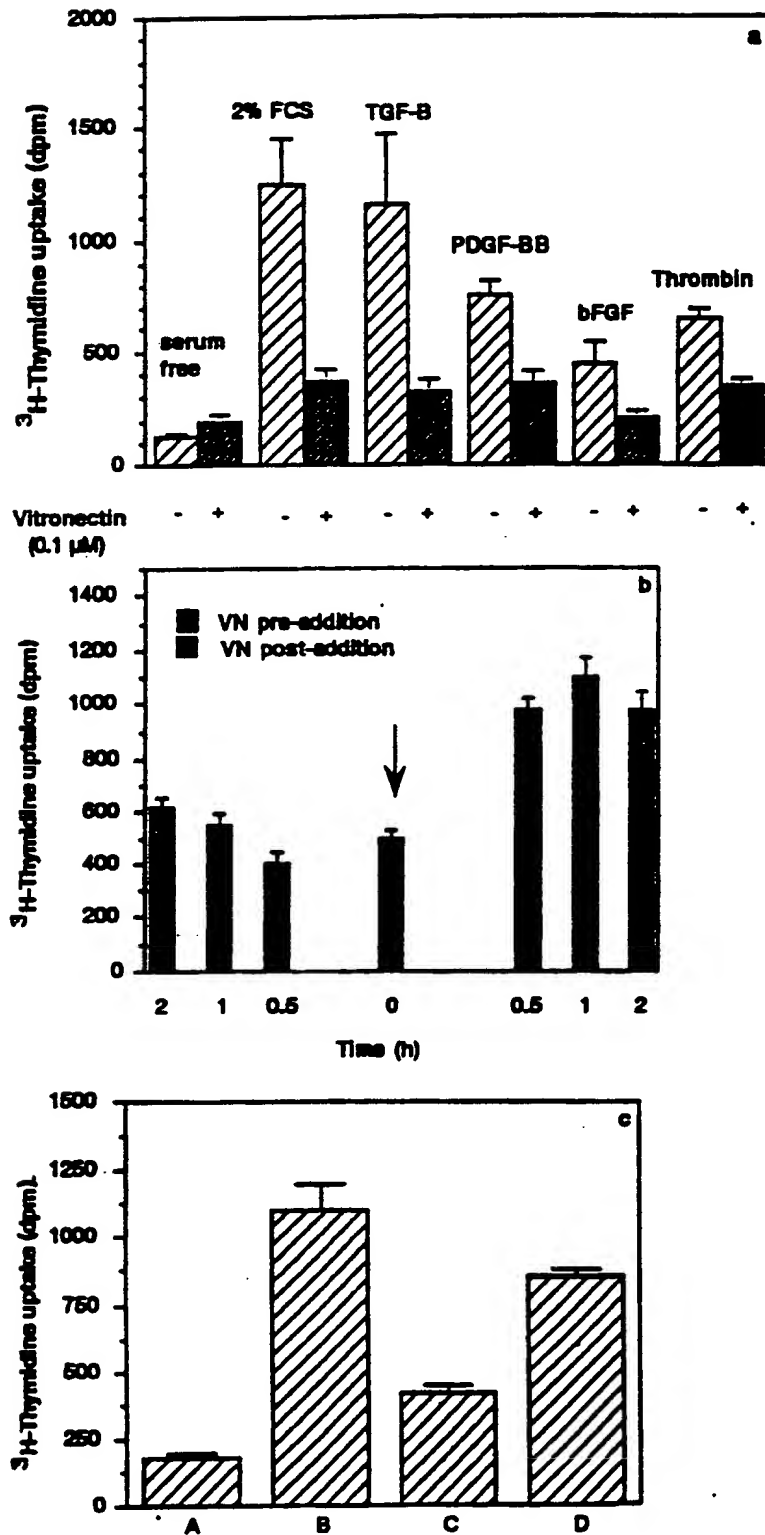 2000
a
2% FCS
TGF-B
1500
³H-Thymidine uptake (dpm)
1000
PDGF-BB
Thrombin
bFGF
500
serum
free
0
Vitronectin
(0.1 µM)
- + - + - + - + - + - +
1400
b
VN pre-addition
VN post-addition
1200
³H-Thymidine uptake (dpm)
1000
800
600
400
200
0
2 1 0.5 0 0.5 1 2
Time (h)
1500
c
1250
³H-Thymidine uptake (dpm).
1000
750
500
250
0
A B C D